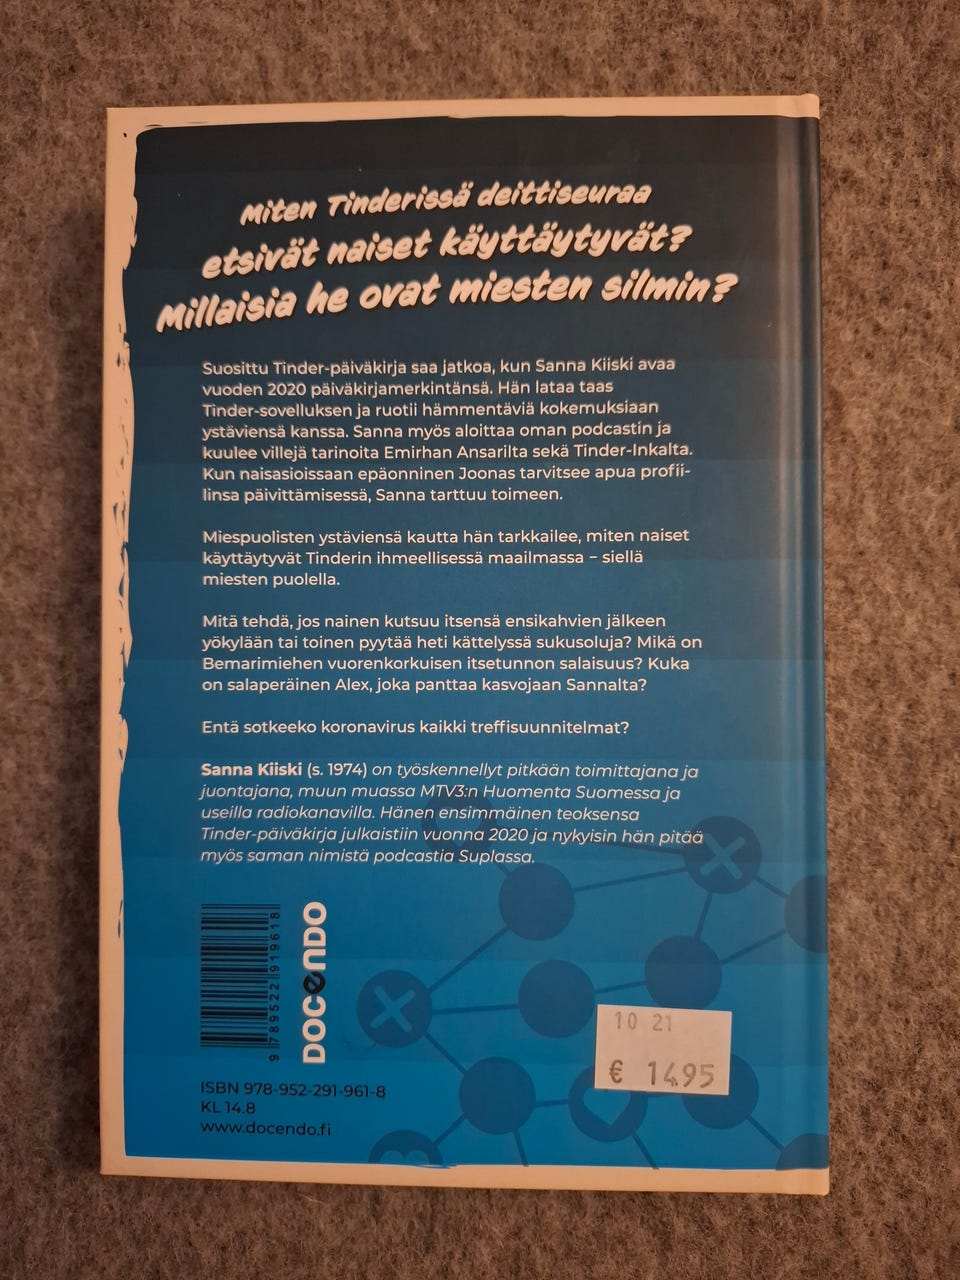 Miten Tinderissä deittiseuraa
etsivät naiset käyttäytyvät?
Millaisia he ovat miesten silmin?
Suosittu Tinder-päiväkirja saa jatkoa, kun Sanna Kiiski avaa
vuoden 2020 päiväkirjamerkintänsä. Hän lataa taas
Tinder-sovelluksen ja ruotii hämmentäviä kokemuksiaan
ystäviensä kanssa. Sanna myös aloittaa oman podcastin ja
kuulee villejä tarinoita Emirhan Ansarilta sekä Tinder-Inkalta.
Kun naisasioissaan epäonninen Joonas tarvitsee apua profii-
linsa päivittämisessä, Sanna tarttuu toimeen.
Miespuolisten ystäviensä kautta hän tarkkailee, miten naiset
käyttäytyvät Tinderin ihmeellisessä maailmassa – siellä
miesten puolella.
Mitä tehdä, jos nainen kutsuu itsensä ensikahvien jälkeen
yökylään tai toinen pyytää heti kättelyssä sukusoluja? Mikä on
Bemarimiehen vuorenkorkuisen itsetunnon salaisuus? Kuka
on salaperäinen Alex, joka panttaa kasvojaan Sannalta?
Entä sotkeeko koronavirus kaikki treffisuunnitelmat?
Sanna Kiiski (s. 1974) on työskennellyt pitkään toimittajana ja
juontajana, muun muassa MTV3:n Huomenta Suomessa ja
useilla radiokanavilla. Hänen ensimmäinen teoksensa
Tinder-päiväkirja julkaistiin vuonna 2020 ja nykyisin hän pitää
myös saman nimistä podcastia Suplassa.
9 789522 919618
DOCENDO
ISBN 978-952-291-961-8
KL 14.8
www.docendo.fi
10 21
€ 14.95